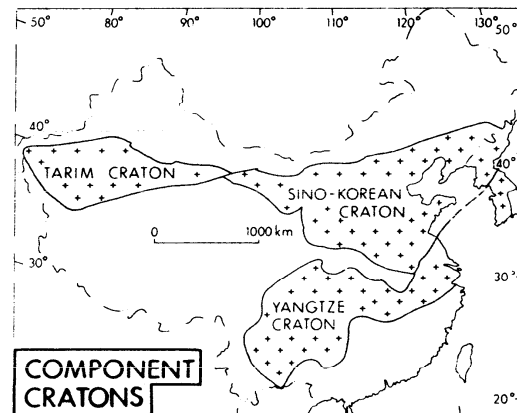 80° 90° 100° 110° 120° 130°
50° 50°
40° 40°
TARIM CRATON
SINO-KOREAN
CRATON
0 1000 km
30° 30°
YANGTZE
CRATON
COMPONENT
CRATONS
20°